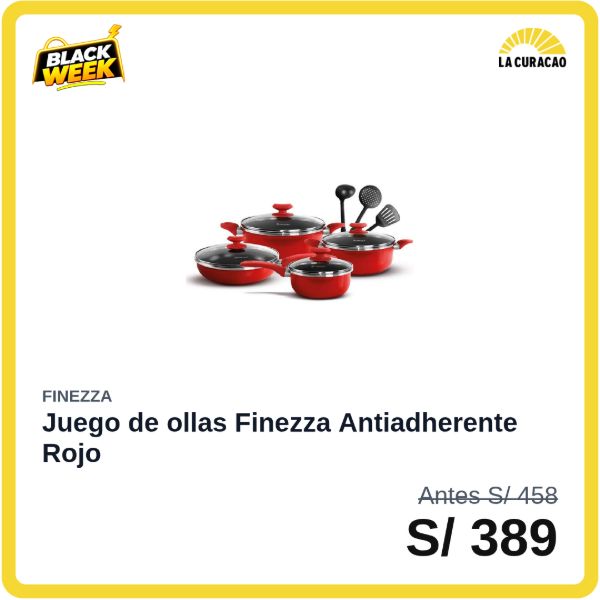 BLACK
WEEK
LA CURACAO
FINEZZA
Juego de ollas Finezza Antiadherente
Rojo
Antes S/ 458
S/ 389